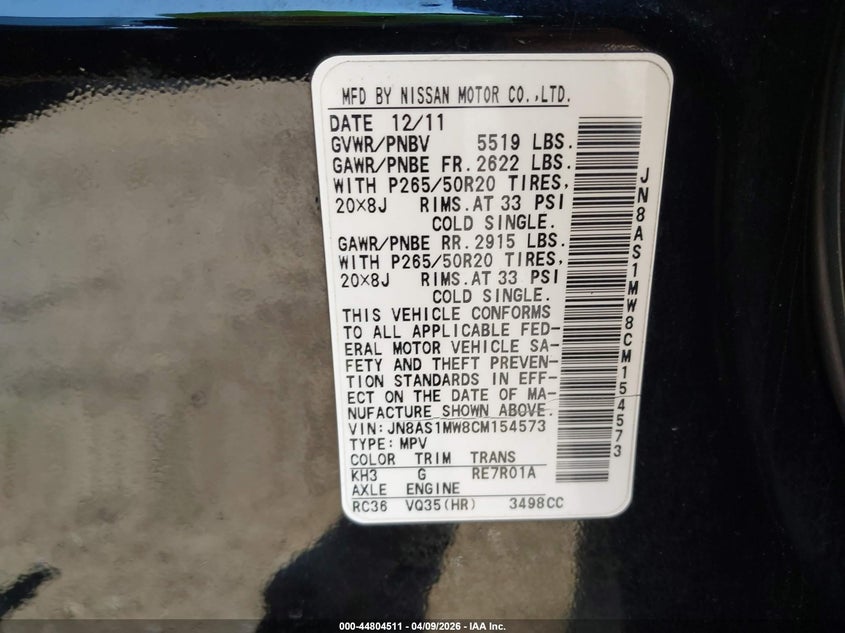 MFD BY NISSAN MOTOR CO.,LTD.
DATE 12/11
GVWR/PNBV 5519 LBS.
GAWR/PNBE FR.2622 LBS.
WITH P265/50R20 TIRES,
20×8J RIMS.AT 33 PSI
COLD SINGLE.
GAWR/PNBE RR.2915 LBS.
WITH P265/50R20 TIRES,
20×8J RIMS.AT 33 PSI
COLD SINGLE.
THIS VEHICLE CONFORMS
TO ALL APPLICABLE FED-
ERAL MOTOR VEHICLE SA-
FETY AND THEFT PREVEN-
TION STANDARDS IN EFF-
ECT ON THE DATE OF MA-
NUFACTURE SHOWN ABOVE.
VIN:JN8AS1MW8CM154573
TYPE:MPV
COLOR TRIM TRANS
KH3 G RE7R01A
AXLE ENGINE
RC36 VQ35(HR) 3498CC
JN8AS1MW8CM154573
000-44804511 - 04/09/2026 - IAA Inc.